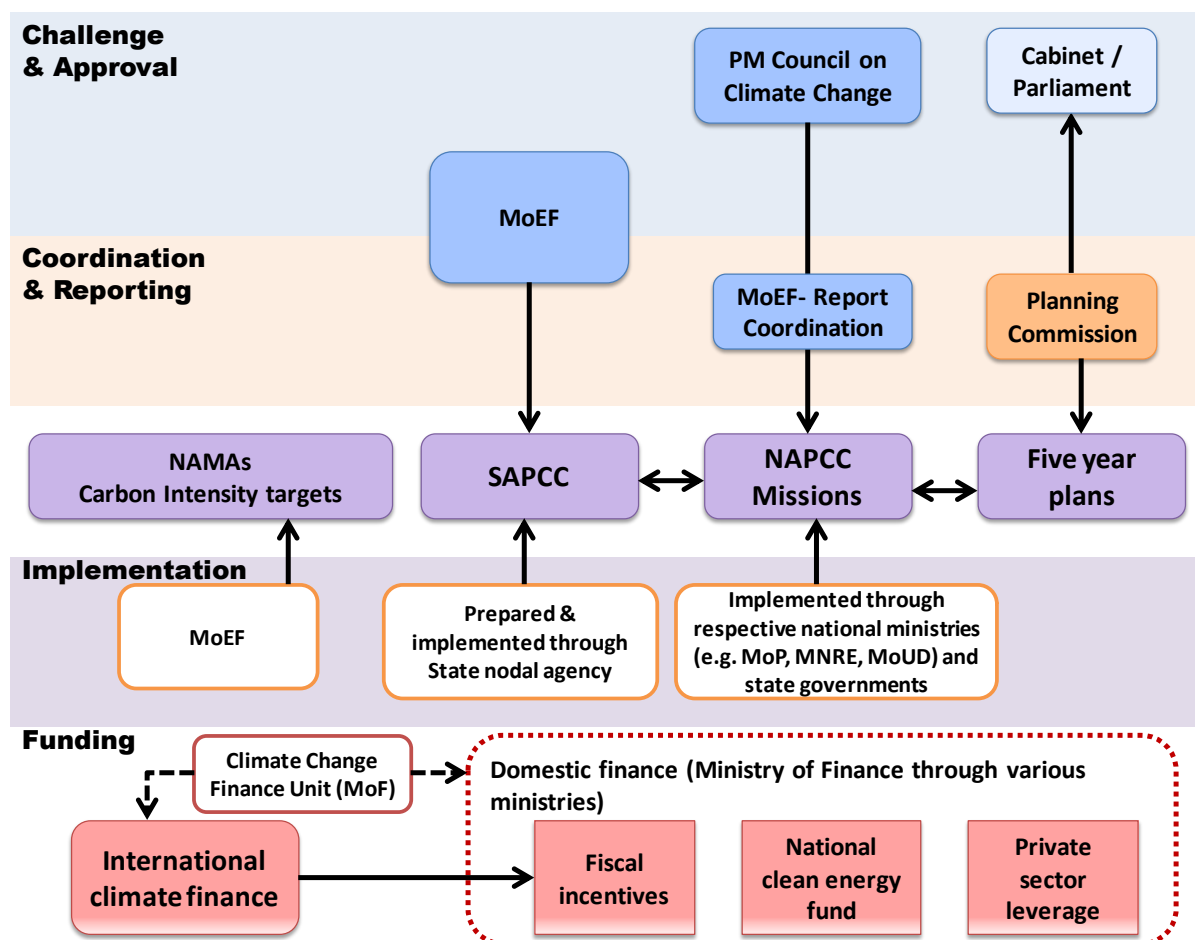 Challenge
& Approval
PM Council on
Climate Change
Cabinet /
Parliament
MoEF
Coordination
& Reporting
MoEF- Report
Coordination
Planning
Commission
NAMAs
Carbon Intensity targets
SAPCC
NAPCC
Missions
Five year
plans
Implementation
MoEF
Prepared &
implemented through
State nodal agency
Implemented through
respective national ministries
(e.g. MoP, MNRE, MoUD) and
state governments
Funding
Climate Change
Finance Unit (MoF)
Domestic finance (Ministry of Finance through various
ministries)
International
climate finance
Fiscal
incentives
National
clean energy
fund
Private
sector
leverage